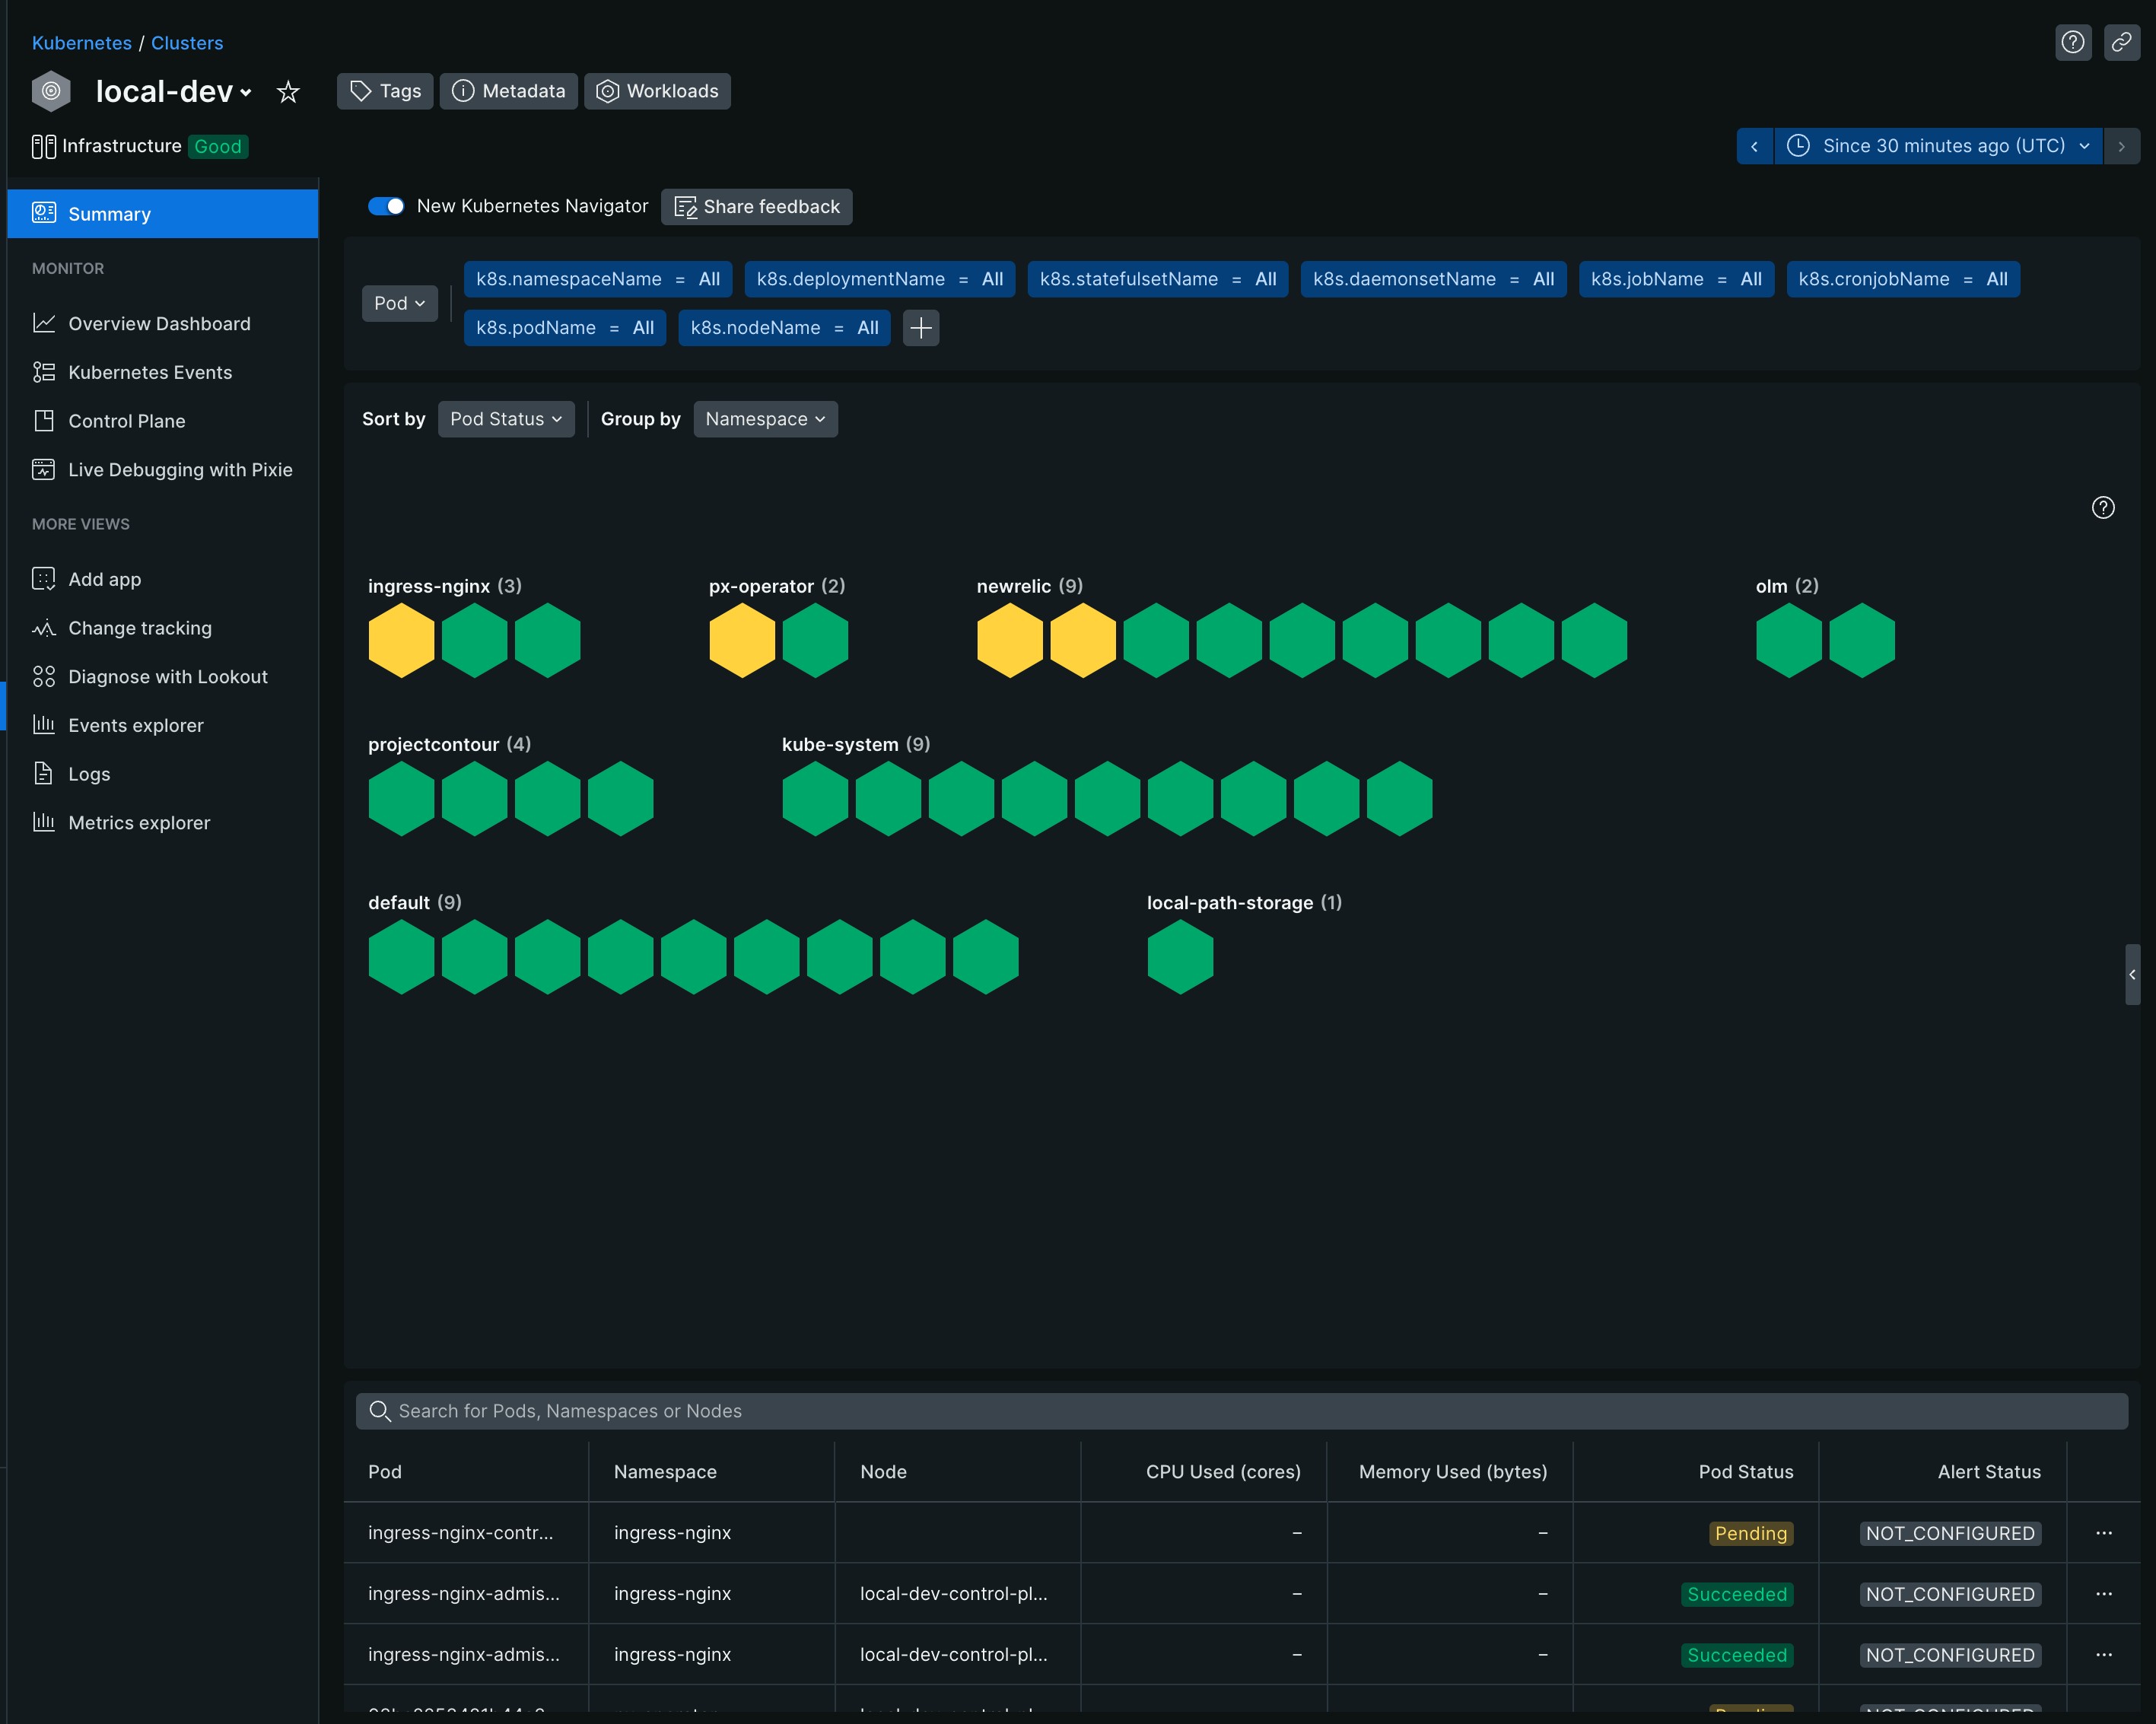 Kubernetes / Clusters
local-dev
Tags
Metadata
Workloads
Infrastructure Good
Since 30 minutes ago (UTC)
Summary
MONITOR
Overview Dashboard
Kubernetes Events
Control Plane
Live Debugging with Pixie
MORE VIEWS
Add app
Change tracking
Diagnose with Lookout
Events explorer
Logs
Metrics explorer
New Kubernetes Navigator
Share feedback
Pod
k8s.namespaceName = All
k8s.deploymentName = All
k8s.statefulsetName = All
k8s.daemonsetName = All
k8s.jobName = All
k8s.cronjobName = All
k8s.podName = All
k8s.nodeName = All
Sort by Pod Status
Group by Namespace
ingress-nginx (3)
px-operator (2)
newrelic (9)
olm (2)
projectcontour (4)
kube-system (9)
default (9)
local-path-storage (1)
Search for Pods, Namespaces or Nodes
Pod Namespace Node CPU Used (cores) Memory Used (bytes) Pod Status Alert Status
ingress-nginx-contr... ingress-nginx – – Pending NOT_CONFIGURED ...
ingress-nginx-admis... ingress-nginx local-dev-control-pl... – – Succeeded NOT_CONFIGURED ...
ingress-nginx-admis... ingress-nginx local-dev-control-pl... – – Succeeded NOT_CONFIGURED ...